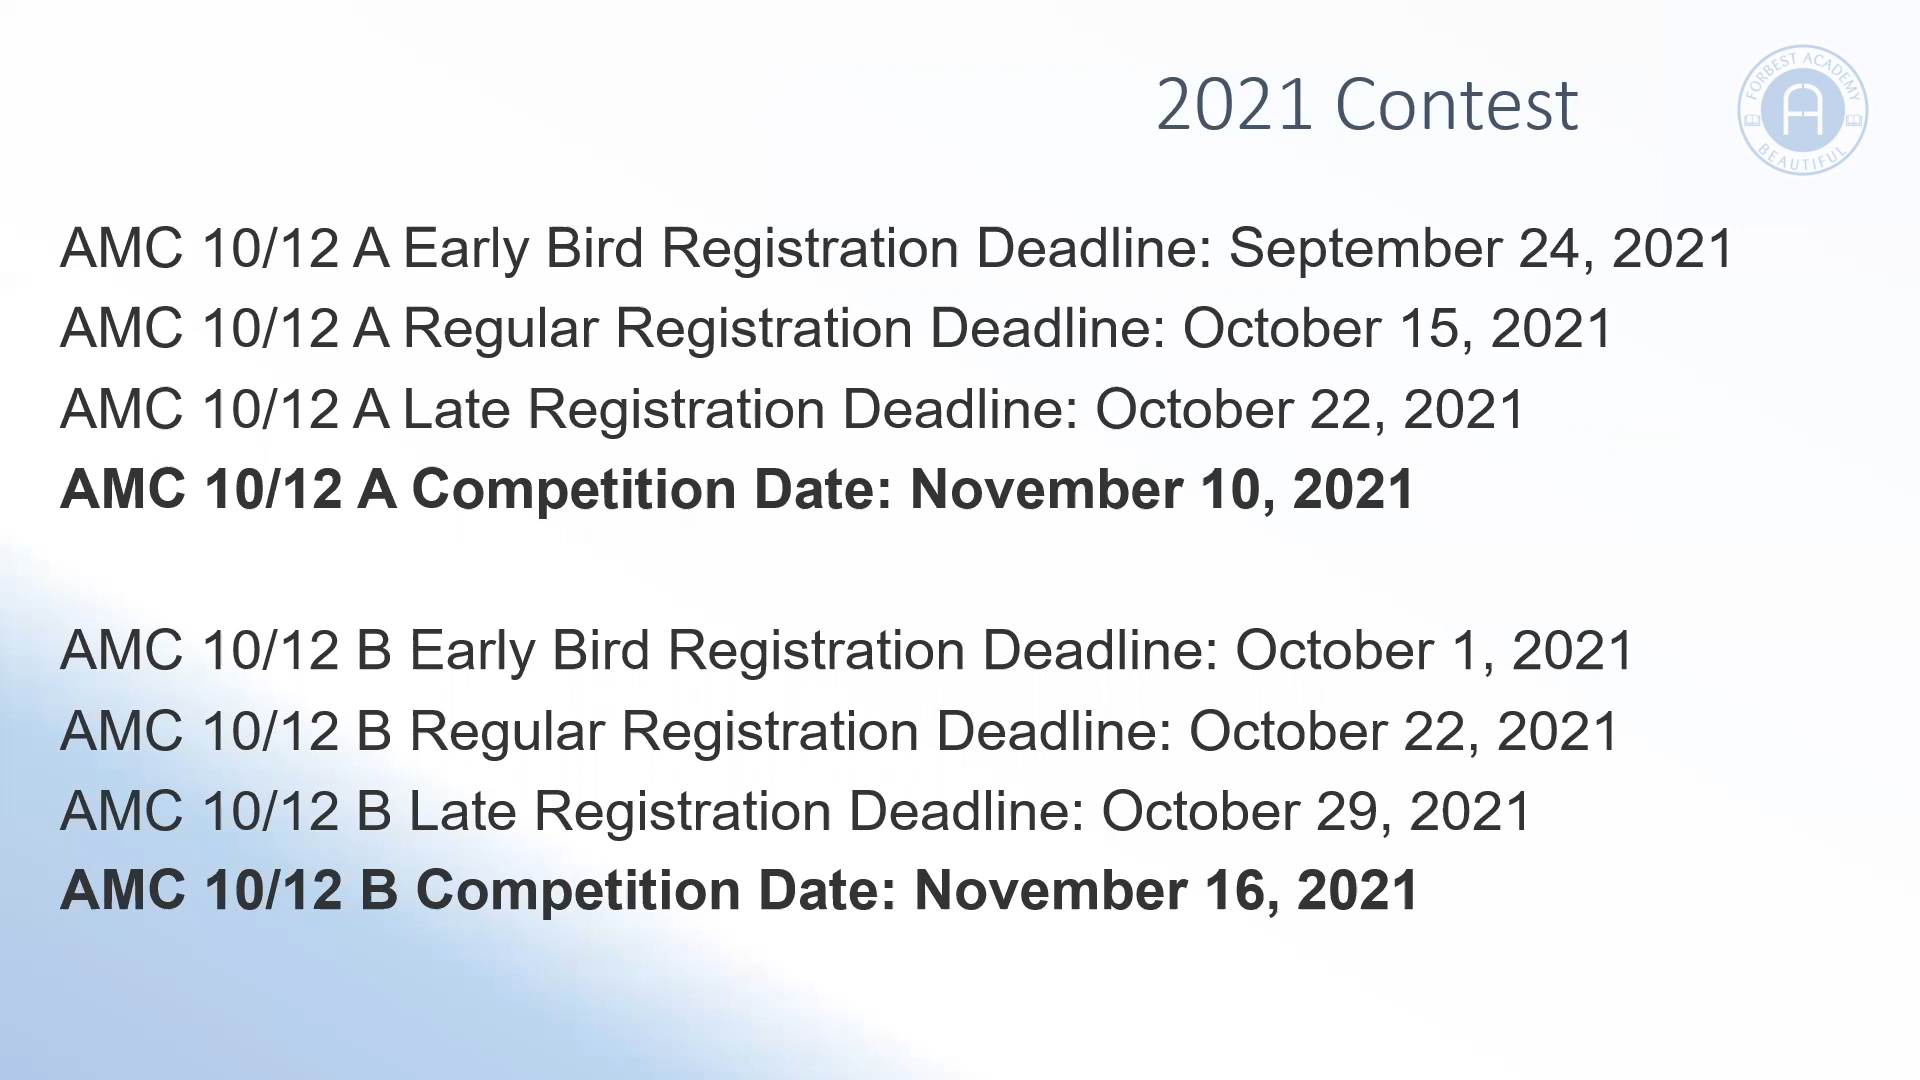 2021 Contest
FORBEST ACADEMY
A
BEAUTIFUL
AMC 10/12 A Early Bird Registration Deadline: September 24, 2021
AMC 10/12 A Regular Registration Deadline: October 15, 2021
AMC 10/12 A Late Registration Deadline: October 22, 2021
AMC 10/12 A Competition Date: November 10, 2021
AMC 10/12 B Early Bird Registration Deadline: October 1, 2021
AMC 10/12 B Regular Registration Deadline: October 22, 2021
AMC 10/12 B Late Registration Deadline: October 29, 2021
AMC 10/12 B Competition Date: November 16, 2021